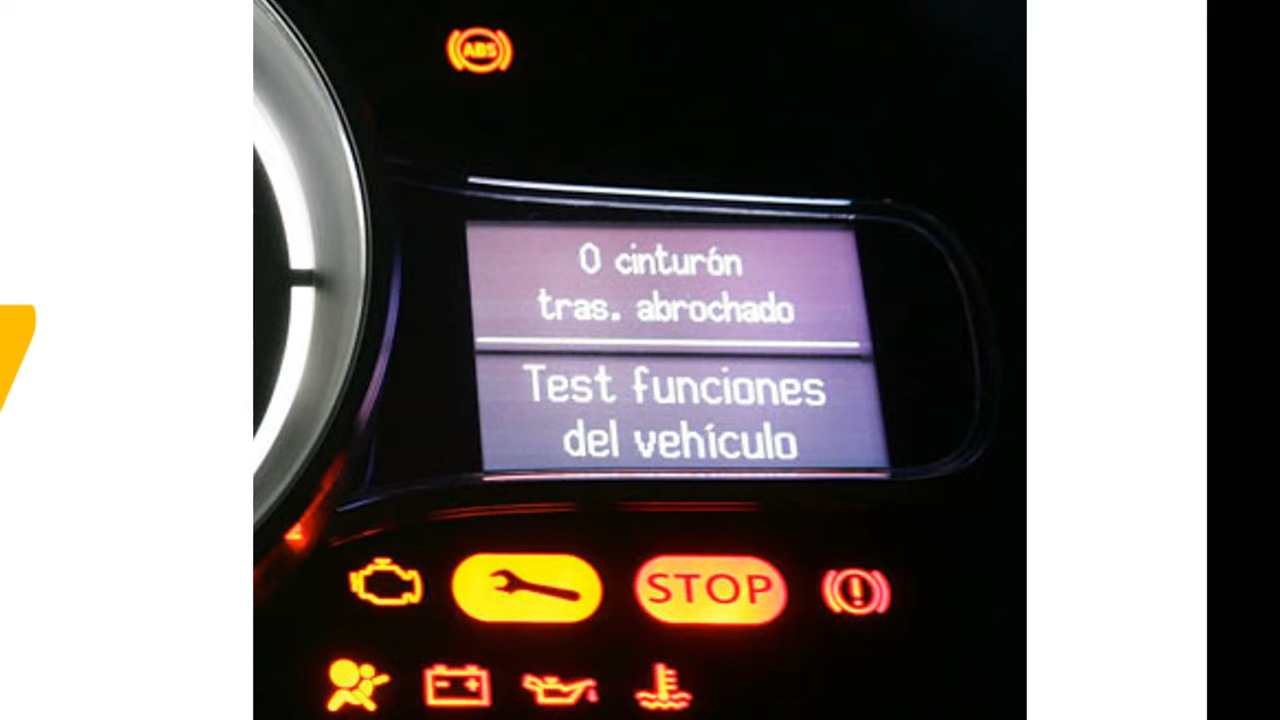 ABS
0 cinturón
tras. abrochado
Test funciones
del vehículo
STOP